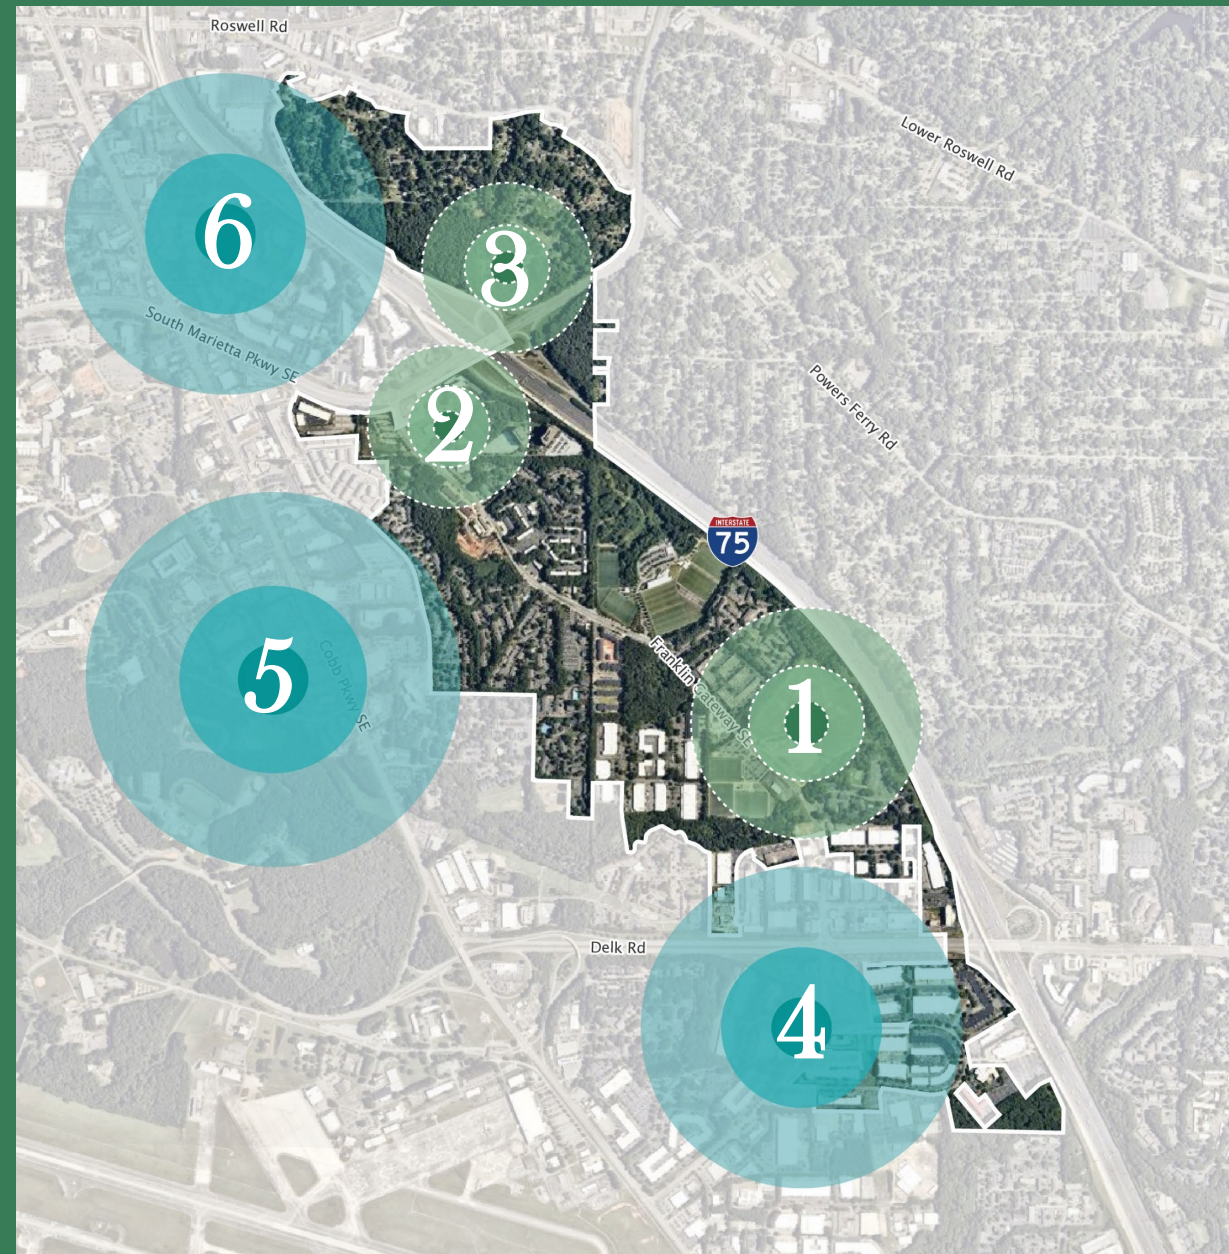 Roswell Rd
Lower Roswell Rd
6
3
South Marietta Pkwy SE
Powers Ferry Rd
2
INTERSTATE
75
5
Cobb Pkwy SE
Franklin Gateway SE
1
Delk Rd
4